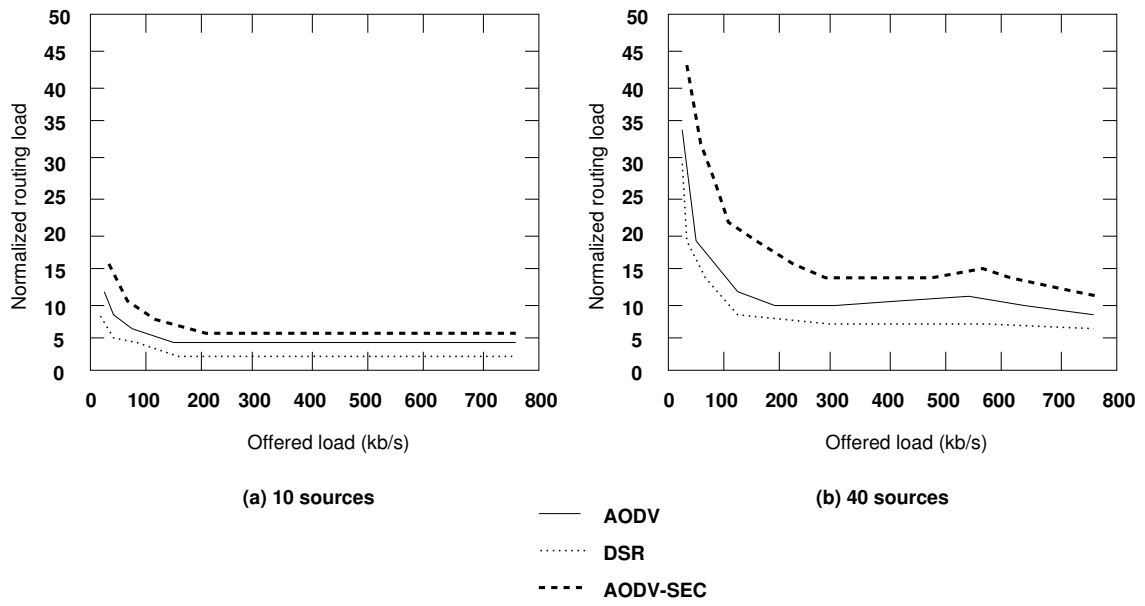 50
45
40
35
30
25
20
15
10
5
0
Normalized routing load
0 100 200 300 400 500 600 700 800
Offered load (kb/s)
(a) 10 sources
50
45
40
35
30
25
20
15
10
5
0
Normalized routing load
0 100 200 300 400 500 600 700 800
Offered load (kb/s)
(b) 40 sources
AODV
DSR
AODV-SEC